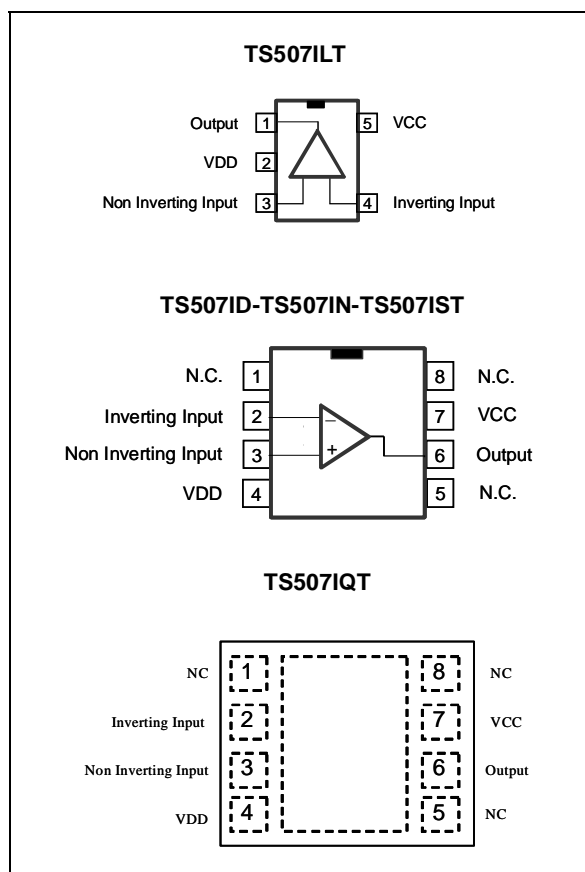 TS507ILT
Output 1 5 VCC
VDD 2
Non Inverting Input 3 4 Inverting Input
TS507ID-TS507IN-TS507IST
N.C. 1 8 N.C.
Inverting Input 2 − 7 VCC
Non Inverting Input 3 + 6 Output
VDD 4 5 N.C.
TS507IQT
NC 1 8 NC
Inverting Input 2 7 VCC
Non Inverting Input 3 6 Output
VDD 4 5 NC